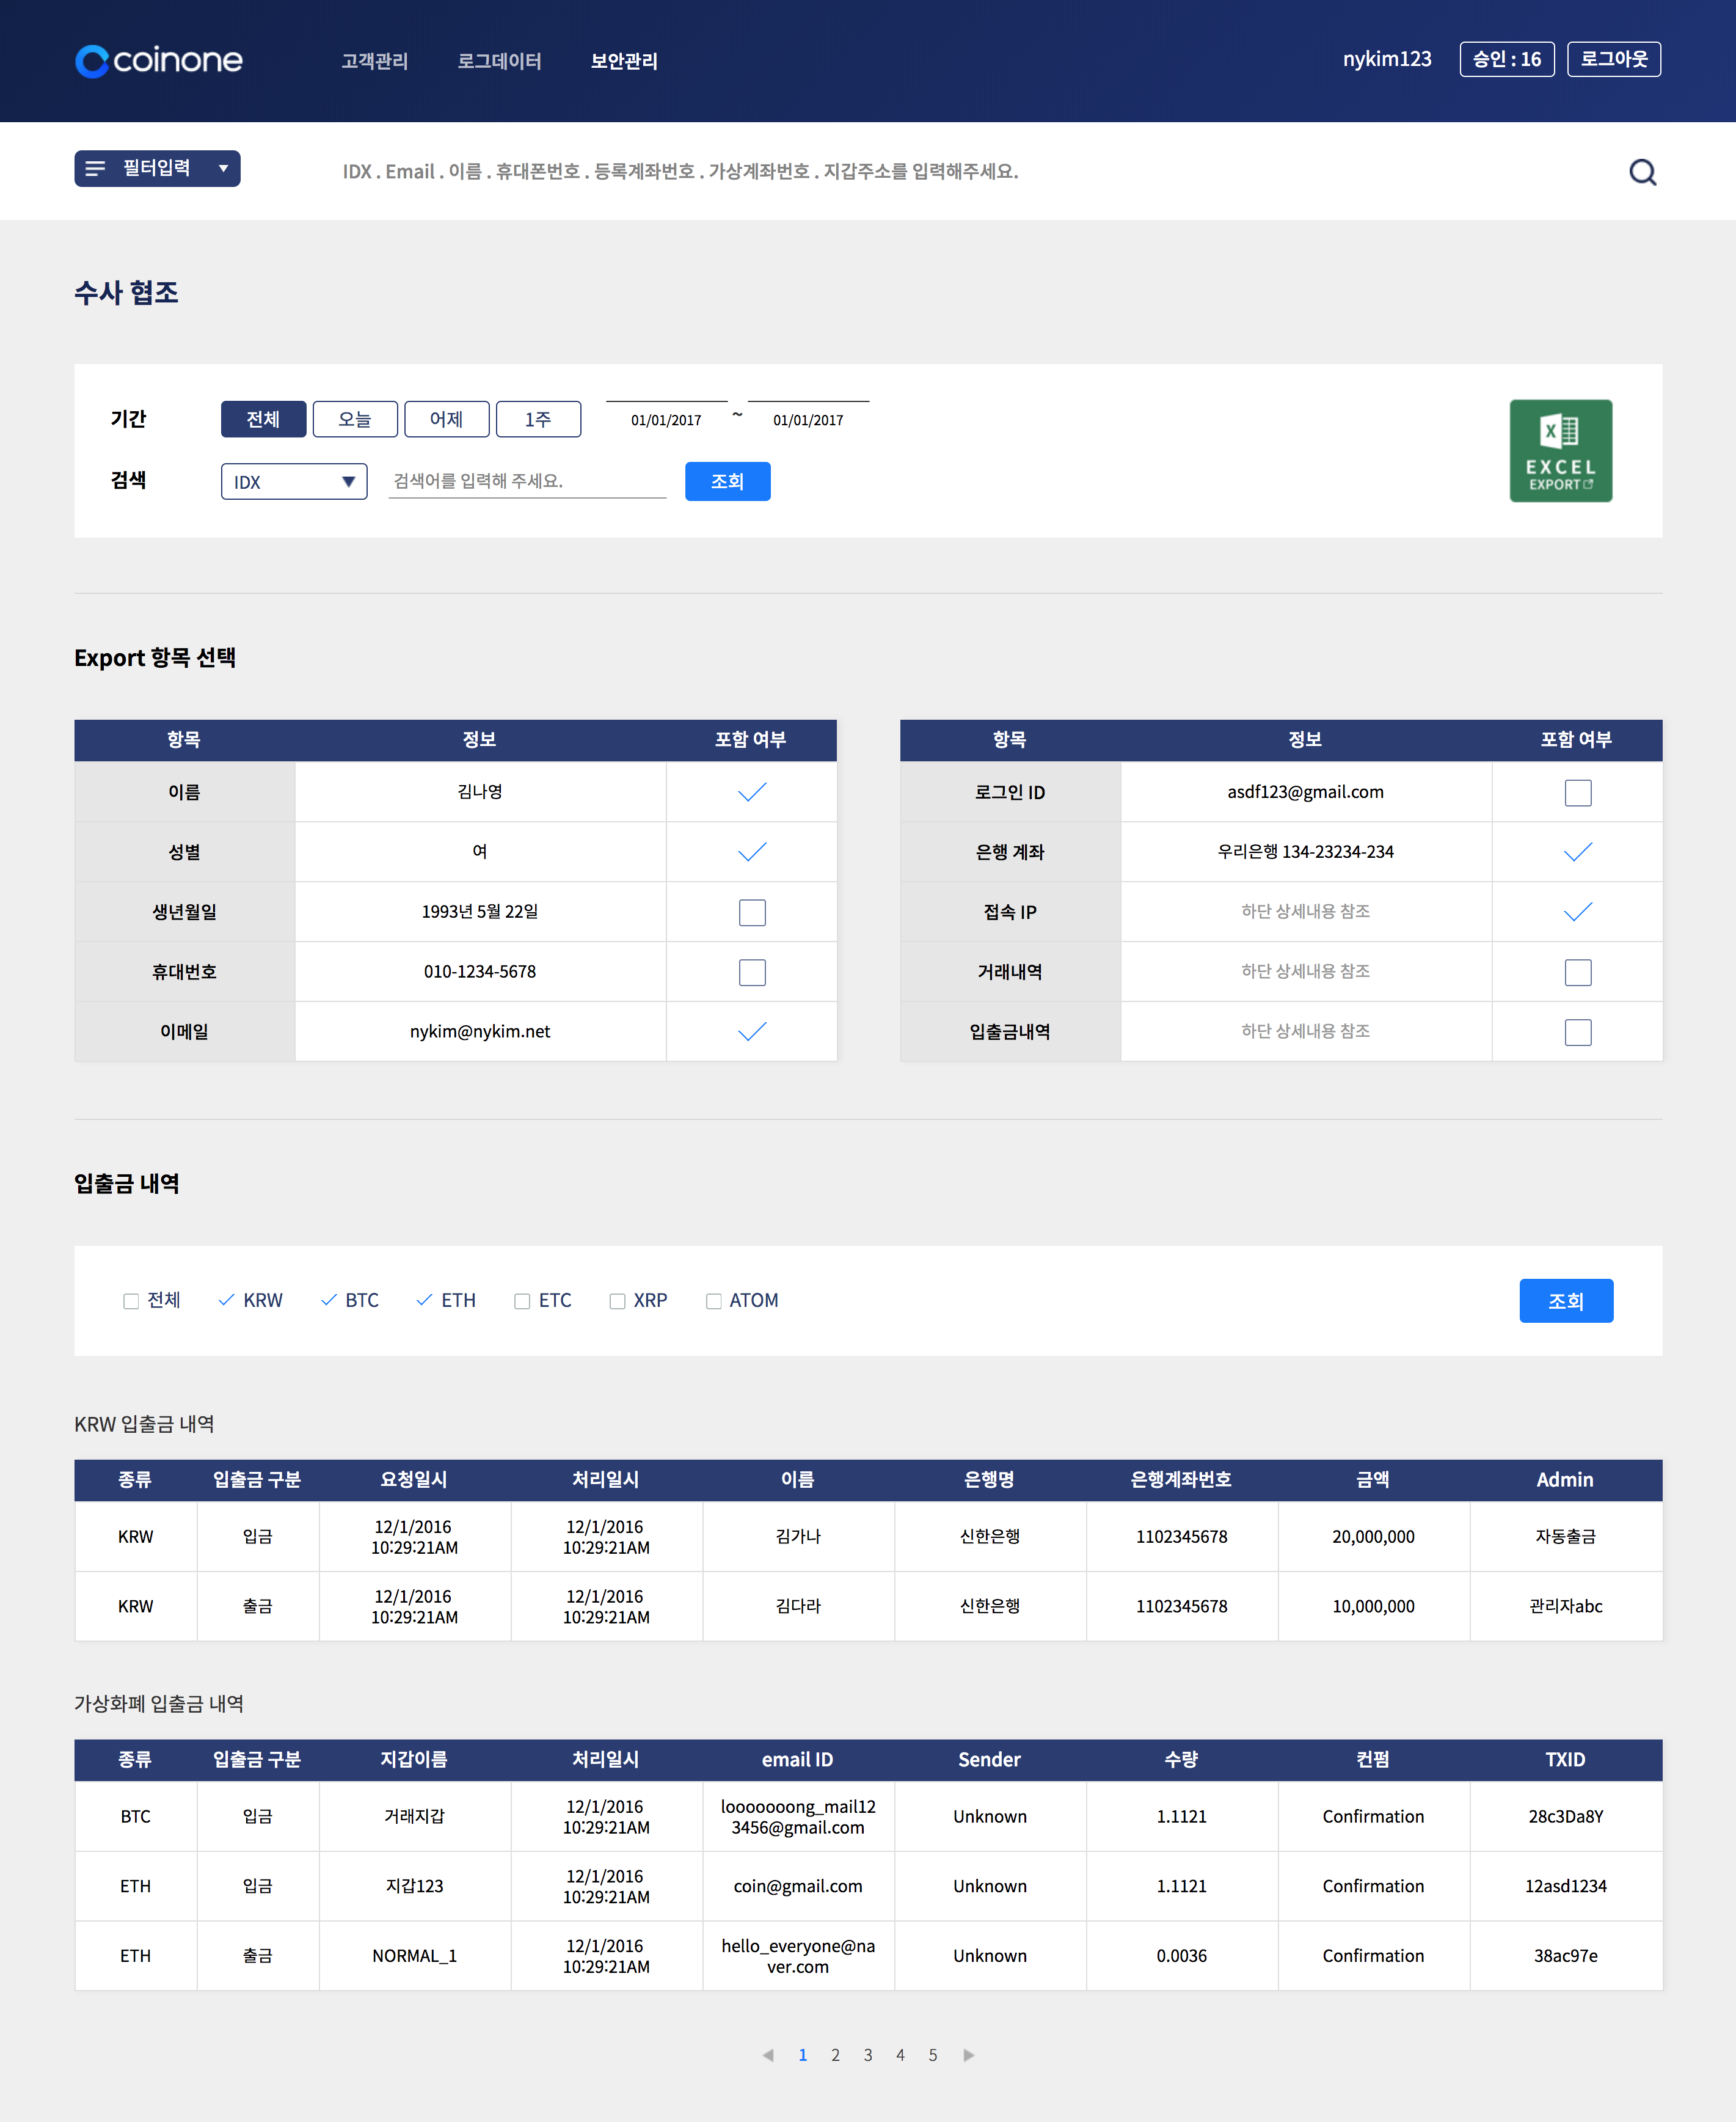 coinone
고객관리 로그데이터 보안관리
nykim123 승인 : 16 로그아웃
필터입력
IDX . Email . 이름 . 휴대폰번호 . 등록계좌번호 . 가상계좌번호 . 지갑주소를 입력해주세요.
수사 협조
기간 전체 오늘 어제 1주 01/01/2017 ~ 01/01/2017
검색 IDX 검색어를 입력해 주세요. 조회
X
EXCEL
EXPORT
Export 항목 선택
항목 정보 포함 여부
이름 김나영
성별 여
생년월일 1993년 5월 22일
휴대번호 010-1234-5678
이메일 nykim@nykim.net
항목 정보 포함 여부
로그인 ID asdf123@gmail.com
은행 계좌 우리은행 134-23234-234
접속 IP 하단 상세내용 참조
거래내역 하단 상세내용 참조
입출금내역 하단 상세내용 참조
입출금 내역
전체 KRW BTC ETH ETC XRP ATOM 조회
KRW 입출금 내역
종류 입출금 구분 요청일시 처리일시 이름 은행명 은행계좌번호 금액 Admin
KRW 입금 12/1/2016 10:29:21AM 12/1/2016 10:29:21AM 김가나 신한은행 1102345678 20,000,000 자동출금
KRW 출금 12/1/2016 10:29:21AM 12/1/2016 10:29:21AM 김다라 신한은행 1102345678 10,000,000 관리자abc
가상화폐 입출금 내역
종류 입출금 구분 지갑이름 처리일시 email ID Sender 수량 컨펌 TXID
BTC 입금 거래지갑 12/1/2016 10:29:21AM looooooong_mail123456@gmail.com Unknown 1.1121 Confirmation 28c3Da8Y
ETH 입금 지갑123 12/1/2016 10:29:21AM coin@gmail.com Unknown 1.1121 Confirmation 12asd1234
ETH 출금 NORMAL_1 12/1/2016 10:29:21AM hello_everyone@naver.com Unknown 0.0036 Confirmation 38ac97e
1 2 3 4 5